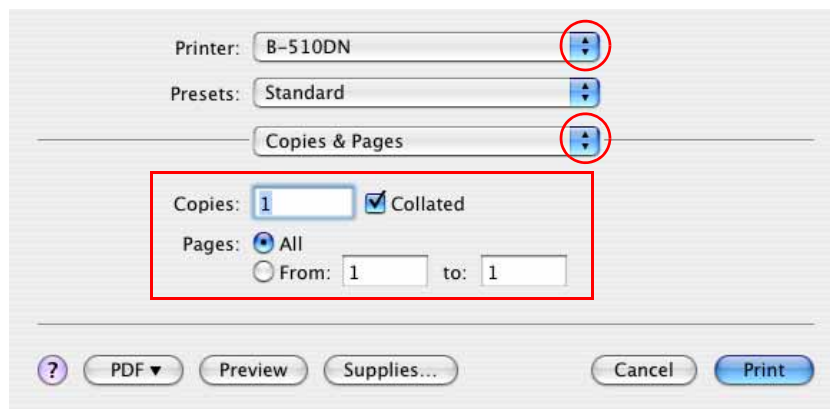 Printer: B-510DN
Presets: Standard
Copies & Pages
Copies: 1 Collated
Pages: All
From: 1 to: 1
? PDF▼ Preview Supplies... Cancel Print